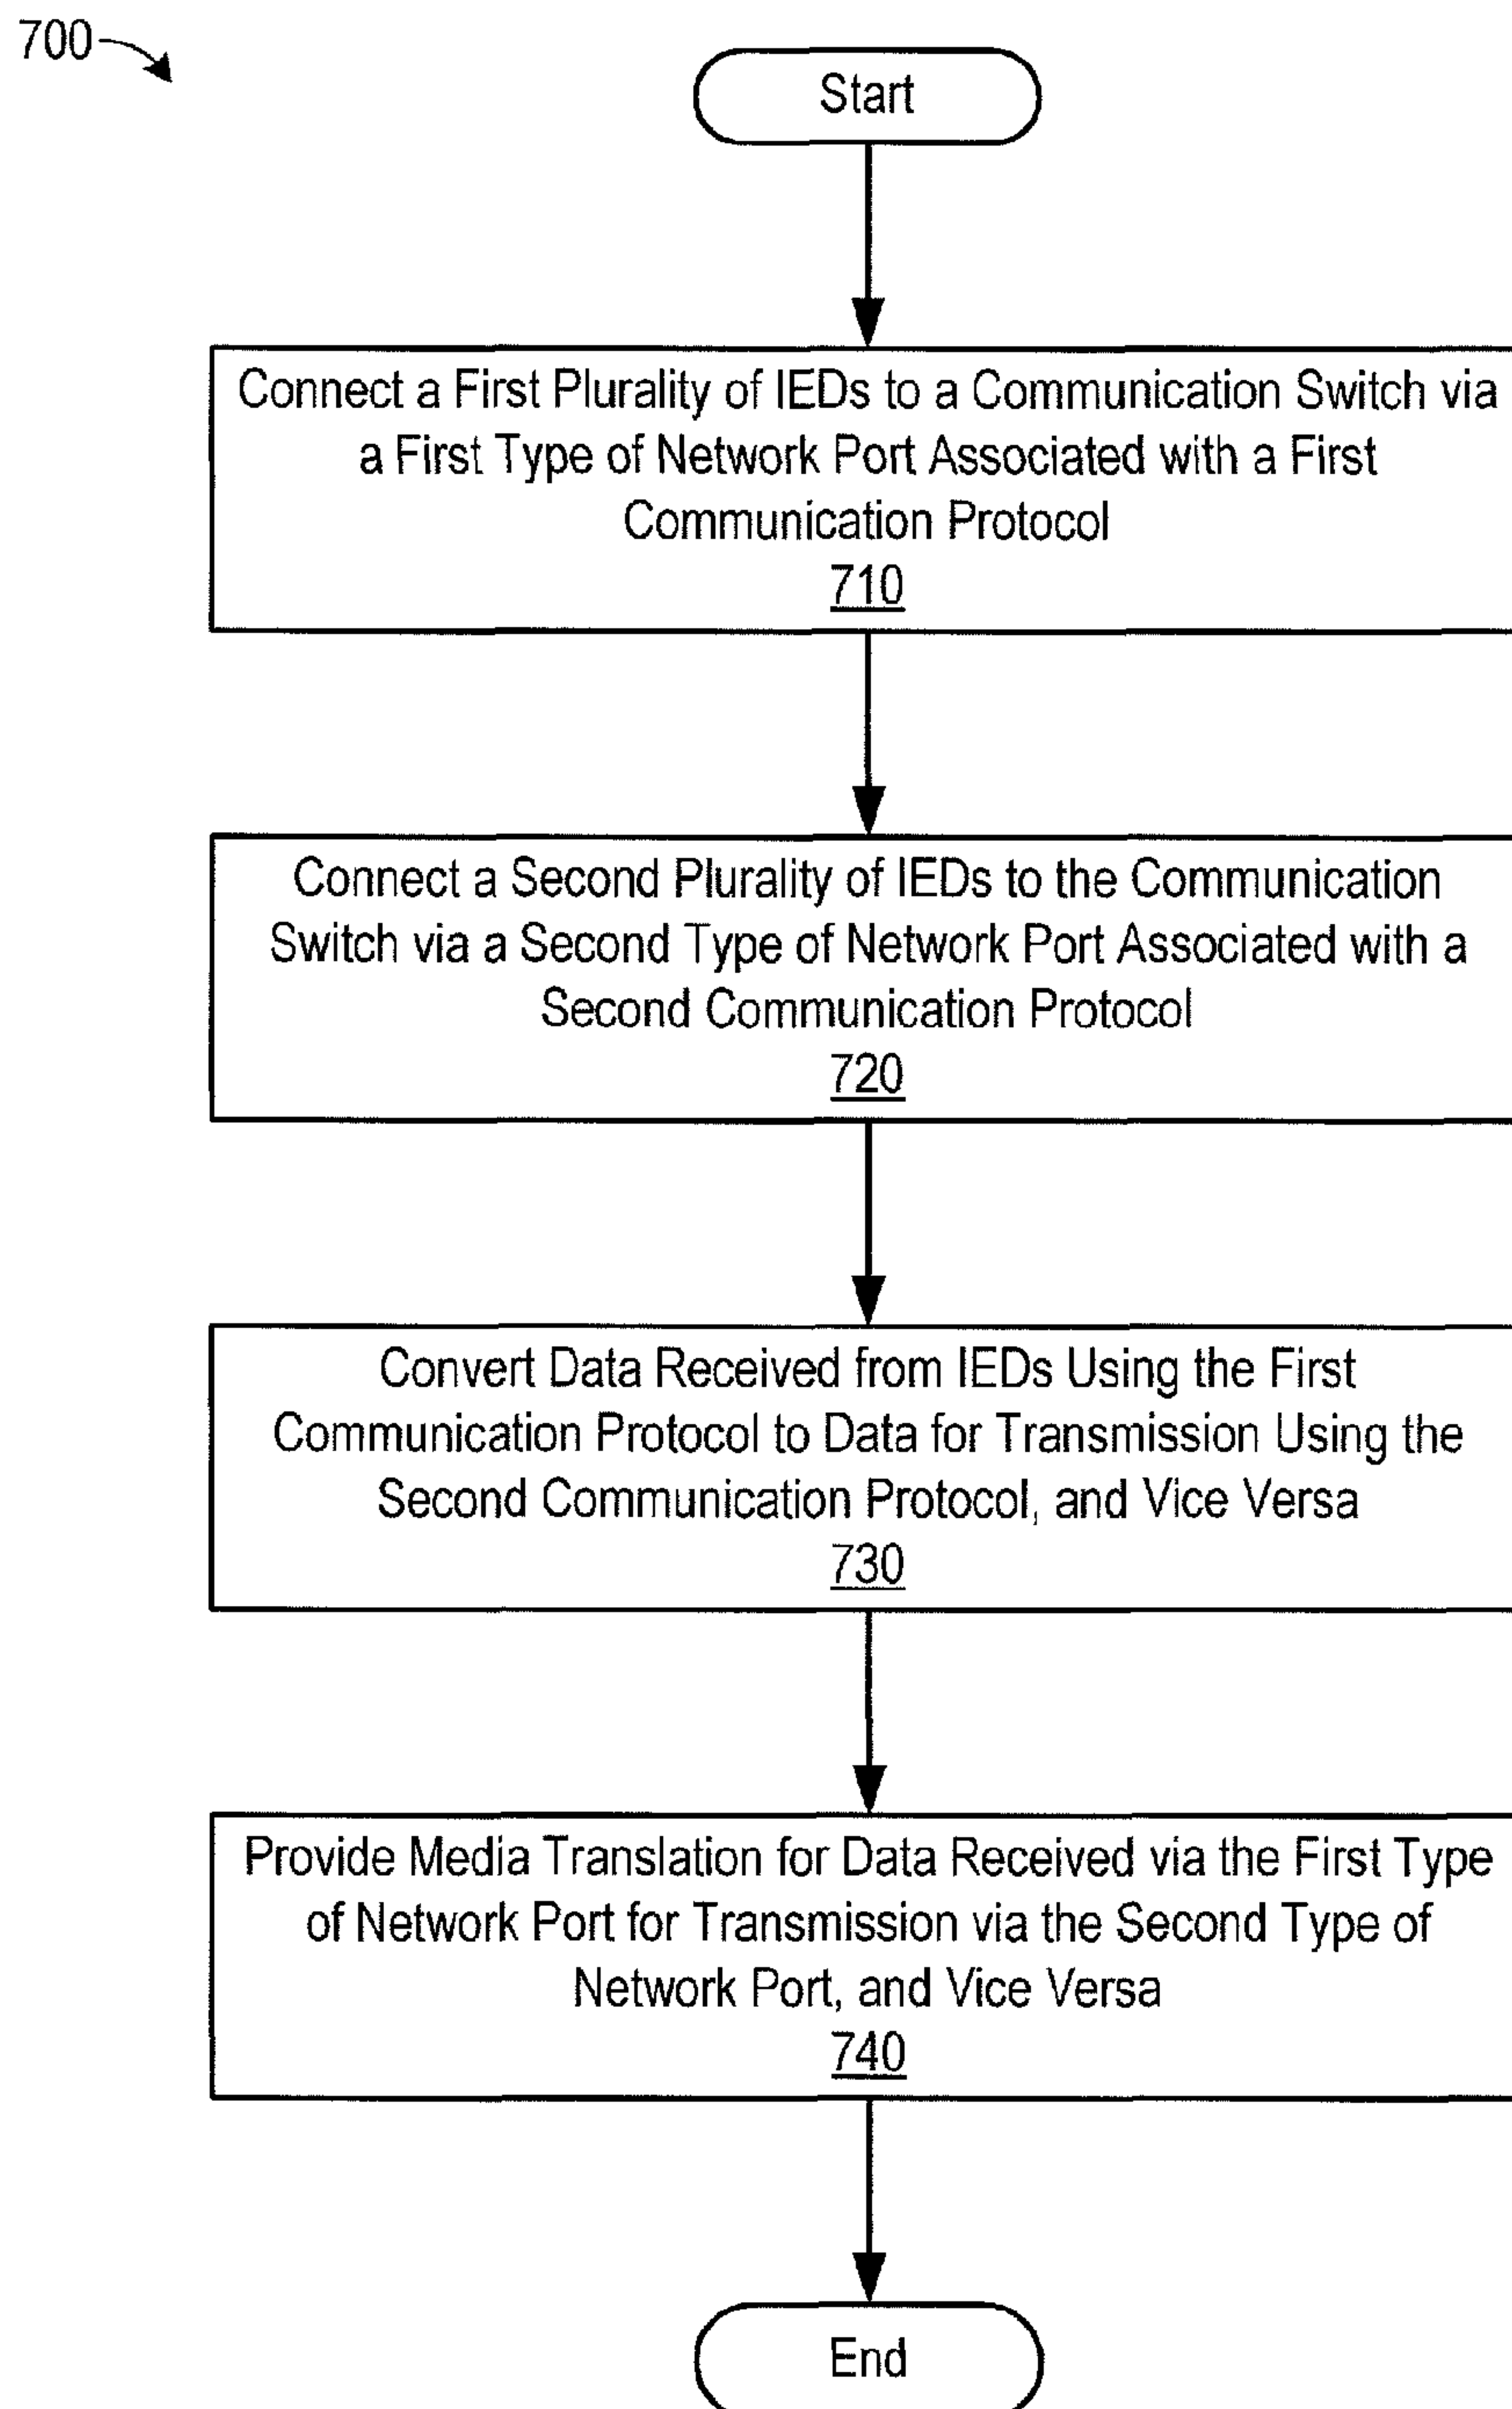 700
Start
Connect a First Plurality of IEDs to a Communication Switch via
a First Type of Network Port Associated with a First
Communication Protocol
710
Connect a Second Plurality of IEDs to the Communication
Switch via a Second Type of Network Port Associated with a
Second Communication Protocol
720
Convert Data Received from IEDs Using the First
Communication Protocol to Data for Transmission Using the
Second Communication Protocol, and Vice Versa
730
Provide Media Translation for Data Received via the First Type
of Network Port for Transmission via the Second Type of
Network Port, and Vice Versa
740
End